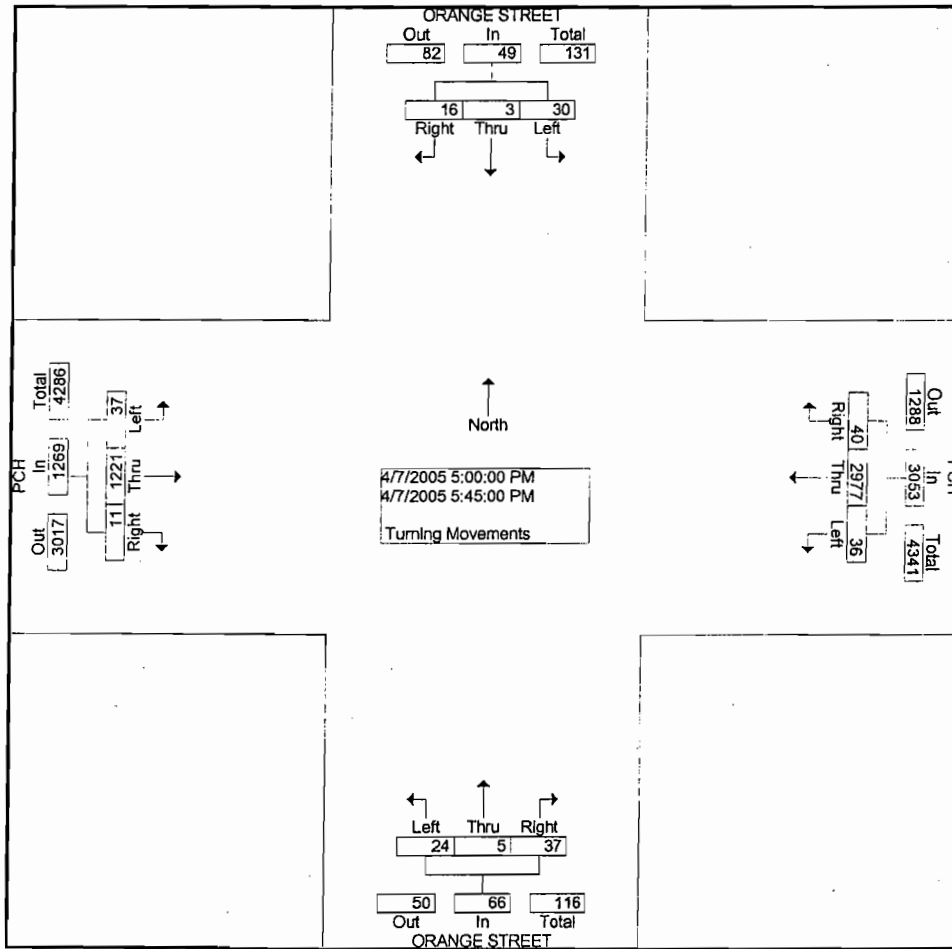 ORANGE STREET
Out In Total
82 49 131
16 3 30
Right Thru Left
PCH
Total In Out
4286 1269 3017
37 1221 11
Left Thru Right
North
4/7/2005 5:00:00 PM
4/7/2005 5:45:00 PM
Turning Movements
Right Thru Left
40 2977 36
Out In Total
1288 3053 4341
Left Thru Right
24 5 37
50 66 116
Out In Total
ORANGE STREET